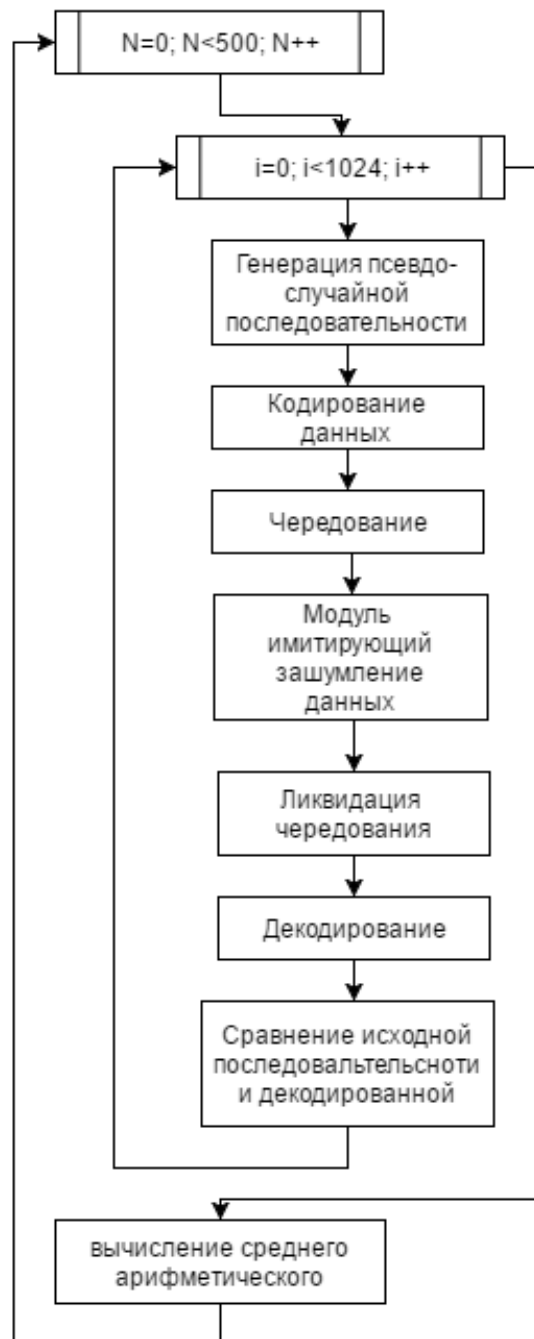 N=0; N<500; N++
i=0; i<1024; i++
Генерация псевдо-
случайной
последовательности
Кодирование
данных
Чередование
Модуль
имитирующий
зашумление
данных
Ликвидация
чередования
Декодирование
Сравнение исходной
последовальтельсноти
и декодированной
вычисление среднего
арифметического